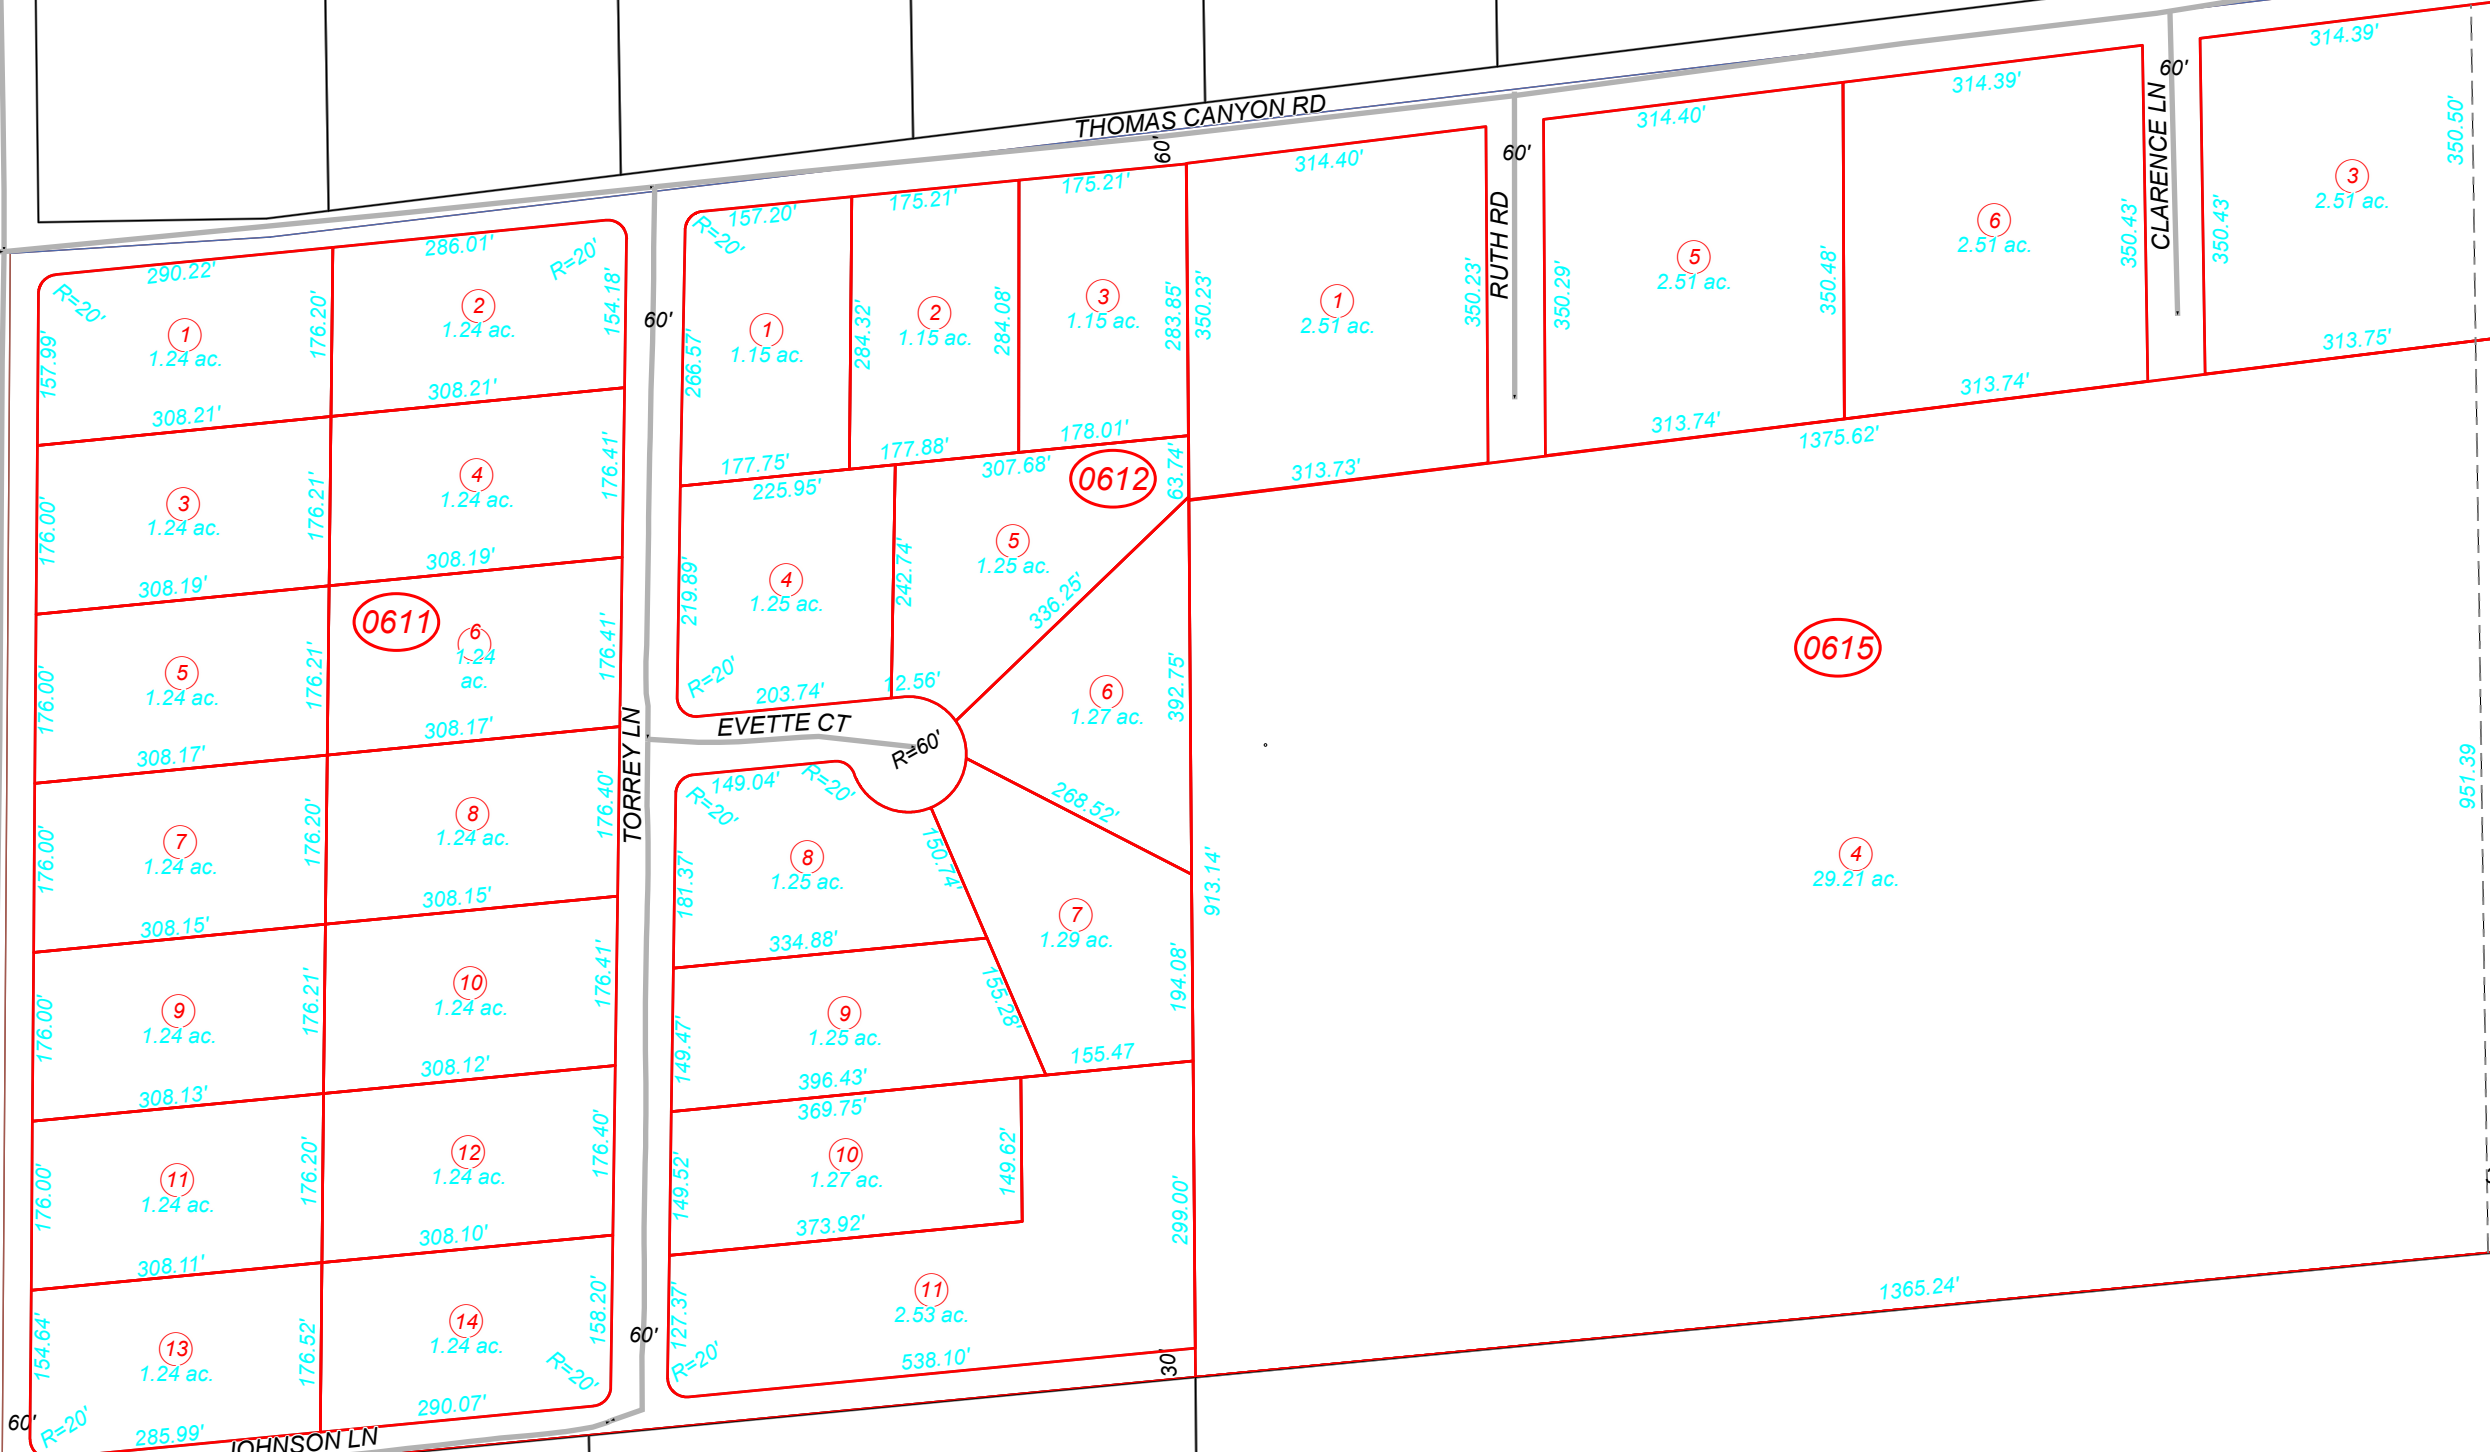 THOMAS CANYON RD
60'
314.39'
60'
CLARENCE LN
350.50'
3
2.51 ac.
350.43'
313.75'
314.39'
6
2.51 ac.
350.43'
313.74'
314.40'
5
2.51 ac.
350.29'
350.48'
313.74'
1375.62'
60'
RUTH RD
314.40'
1
2.51 ac.
350.23'
350.23'
313.73'
286.01'
R=20'
154.18'
290.22'
R=20'
157.99'
1
1.24 ac.
176.20'
2
1.24 ac.
308.21'
308.21'
176.00'
3
1.24 ac.
176.21'
4
1.24 ac.
176.41'
308.19'
308.19'
0611
176.00'
5
1.24 ac.
176.21'
6
1.24
ac.
176.41'
308.17'
308.17'
176.00'
7
1.24 ac.
176.20'
8
1.24 ac.
176.40'
308.15'
308.15'
176.00'
9
1.24 ac.
176.21'
10
1.24 ac.
176.41'
308.13'
308.12'
176.00'
11
1.24 ac.
176.20'
12
1.24 ac.
176.40'
308.11'
308.10'
154.64'
13
1.24 ac.
176.52'
14
1.24 ac.
158.20'
R=20'
R=20'
290.07'
285.99'
60'
JOHNSON LN
60'
TORREY LN
60'
157.20'
R=20'
175.21'
175.21'
266.57'
1
1.15 ac.
284.32'
2
1.15 ac.
284.08'
3
1.15 ac.
283.85'
177.75'
177.88'
178.01'
225.95'
307.68'
0612
63.74'
219.89'
4
1.25 ac.
242.74'
5
1.25 ac.
336.25'
R=20'
203.74'
12.56'
EVETTE CT
R=60'
6
1.27 ac.
392.75'
268.52'
149.04'
R=20'
R=20'
181.37'
8
1.25 ac.
150.74'
913.14'
7
1.29 ac.
194.08'
334.88'
149.47'
9
1.25 ac.
155.28'
155.47
396.43'
369.75'
149.52'
10
1.27 ac.
149.62'
299.00'
373.92'
127.37'
11
2.53 ac.
R=20'
538.10'
30'
0615
4
29.21 ac.
951.39
1365.24'